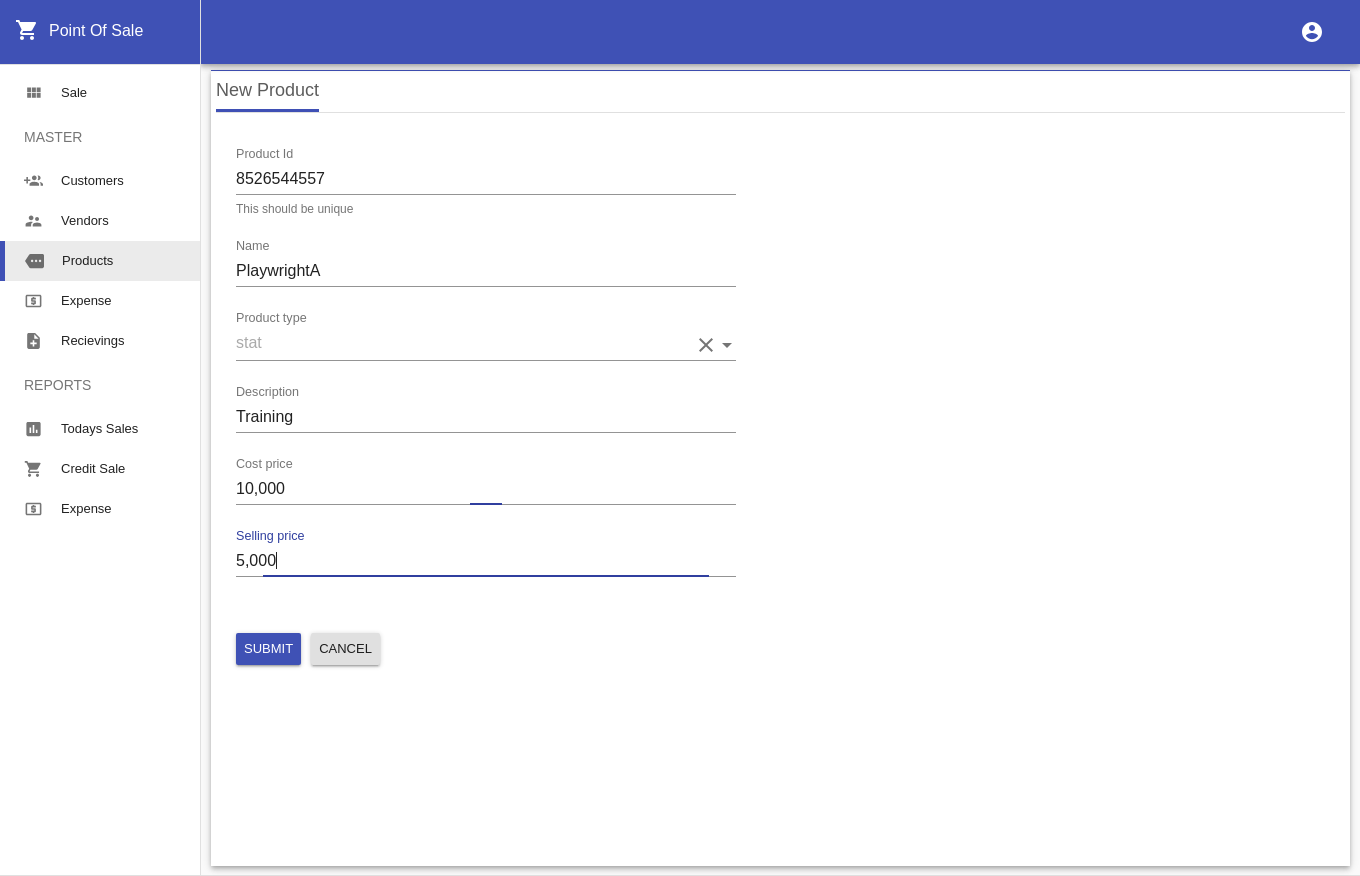 Point Of Sale
Sale
MASTER
Customers
Vendors
Products
Expense
Recievings
REPORTS
Todays Sales
Credit Sale
Expense
New Product
Product Id
8526544557
This should be unique
Name
PlaywrightA
Product type
stat
Description
Training
Cost price
10,000
Selling price
5,000
SUBMIT CANCEL